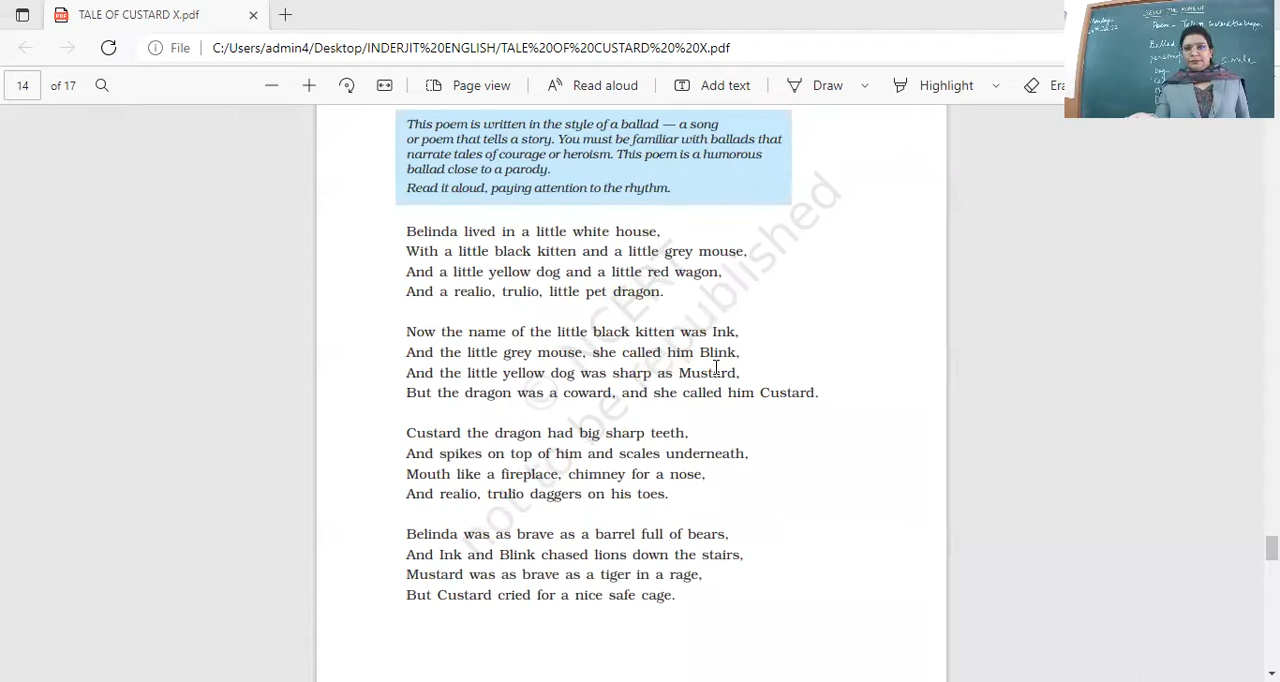 TALE OF CUSTARD X.pdf
File C:/Users/admin4/Desktop/INDERJIT%20ENGLISH/TALE%20OF%20CUSTARD%20%20X.pdf
14 of 17 Page view Read aloud Add text Draw Highlight Era
This poem is written in the style of a ballad — a song
or poem that tells a story. You must be familiar with ballads that
narrate tales of courage or heroism. This poem is a humorous
ballad close to a parody.
Read it aloud, paying attention to the rhythm.
Belinda lived in a little white house,
With a little black kitten and a little grey mouse,
And a little yellow dog and a little red wagon,
And a realio, trulio, little pet dragon.
Now the name of the little black kitten was Ink,
And the little grey mouse, she called him Blink,
And the little yellow dog was sharp as Mustard,
But the dragon was a coward, and she called him Custard.
Custard the dragon had big sharp teeth,
And spikes on top of him and scales underneath,
Mouth like a fireplace, chimney for a nose,
And realio, trulio daggers on his toes.
Belinda was as brave as a barrel full of bears,
And Ink and Blink chased lions down the stairs,
Mustard was as brave as a tiger in a rage,
But Custard cried for a nice safe cage.
© NCERT
not to be republished